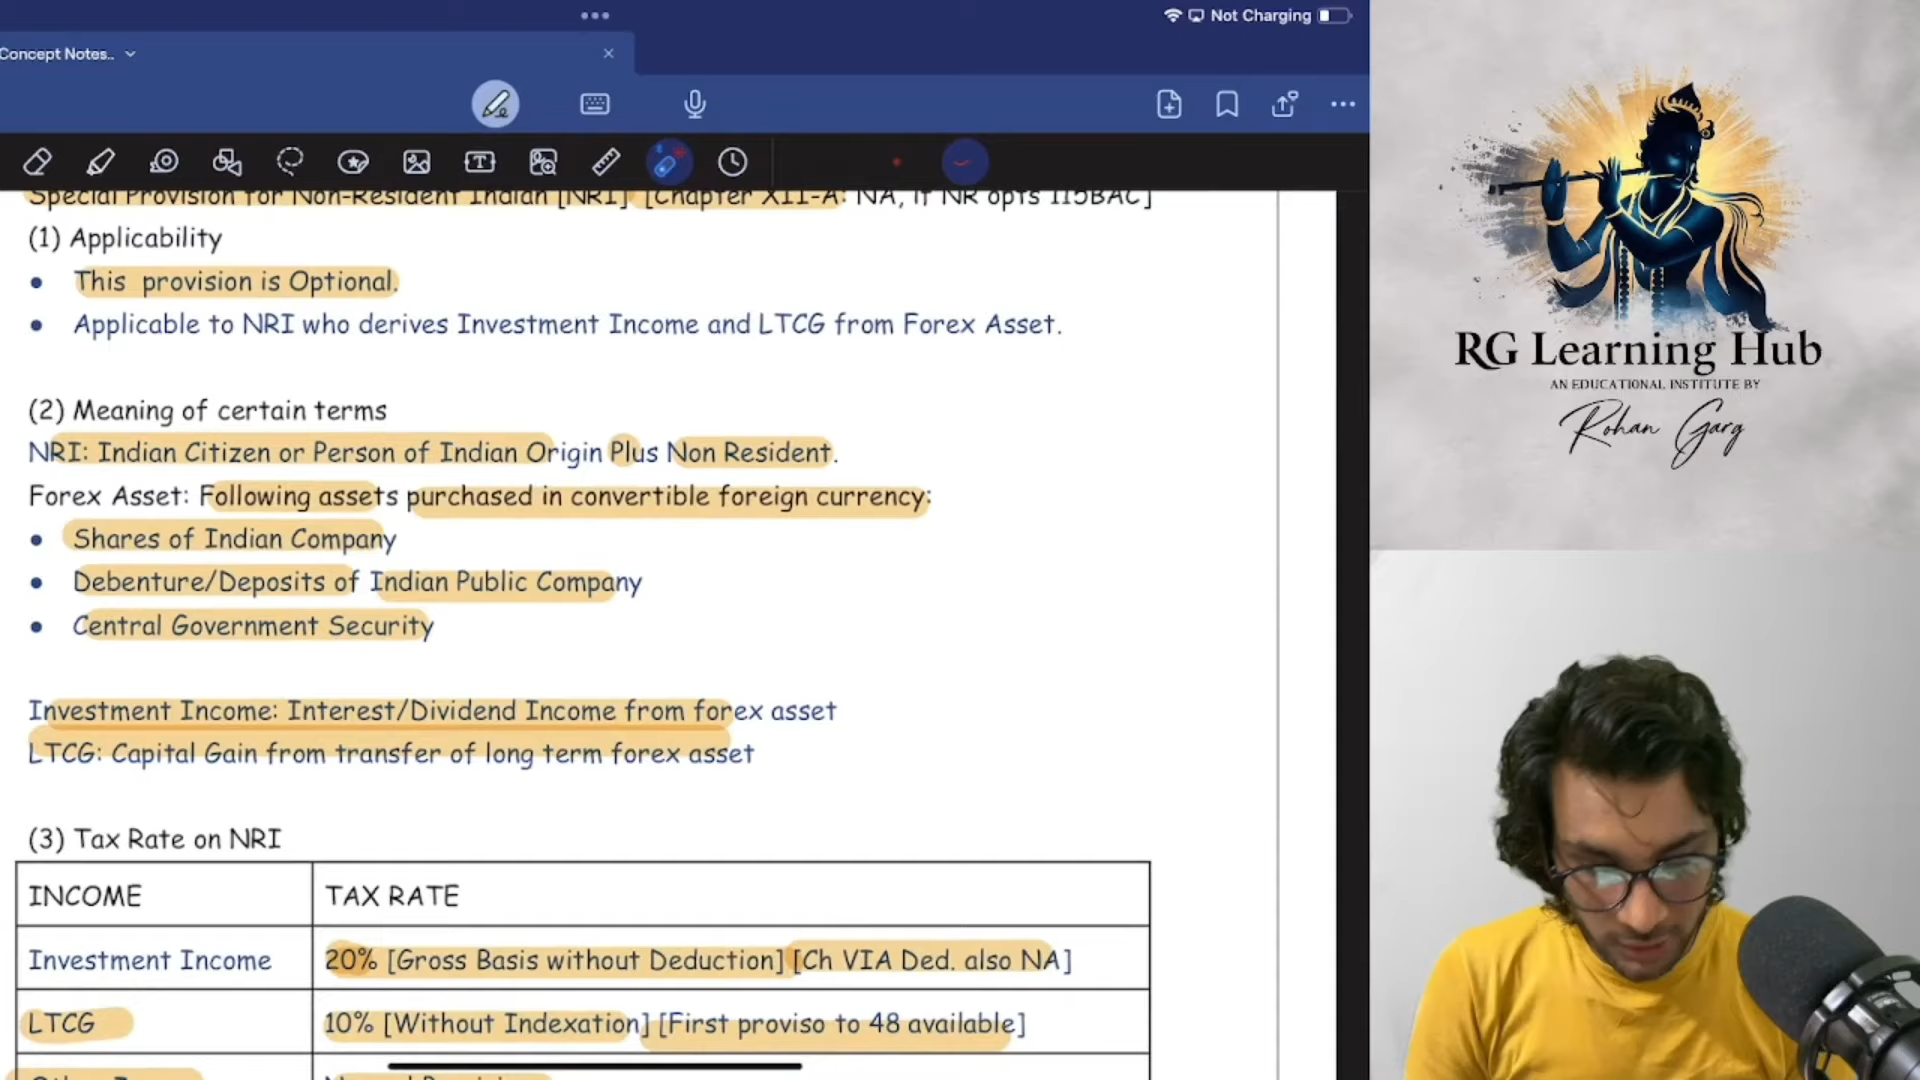 Not Charging
Concept Notes..
Special Provision for Non-Resident Indian [NRI] [Chapter XII-A: NA, if NR opts 115BAC]
(1) Applicability
• This provision is Optional.
• Applicable to NRI who derives Investment Income and LTCG from Forex Asset.
(2) Meaning of certain terms
NRI: Indian Citizen or Person of Indian Origin Plus Non Resident.
Forex Asset: Following assets purchased in convertible foreign currency:
• Shares of Indian Company
• Debenture/Deposits of Indian Public Company
• Central Government Security
Investment Income: Interest/Dividend Income from forex asset
LTCG: Capital Gain from transfer of long term forex asset
(3) Tax Rate on NRI
INCOME TAX RATE
Investment Income 20% [Gross Basis without Deduction] [Ch VIA Ded. also NA]
LTCG 10% [Without Indexation] [First proviso to 48 available]
RG Learning Hub
AN EDUCATIONAL INSTITUTE BY
Rohan Garg